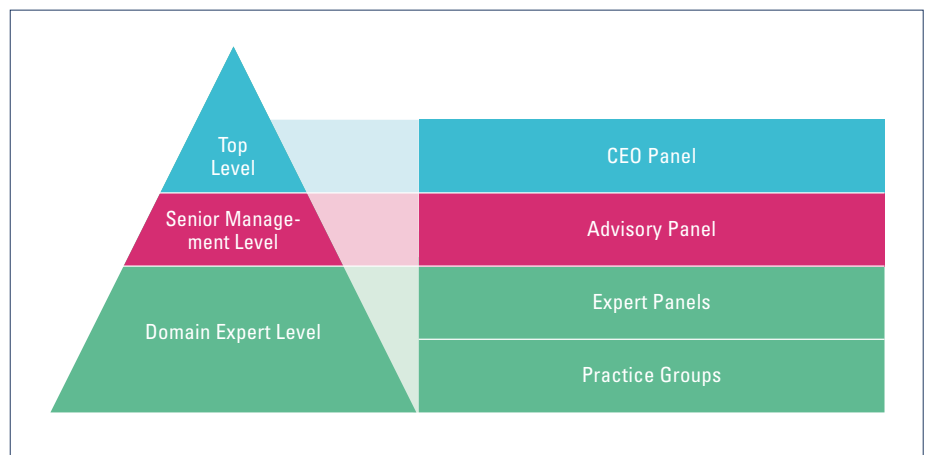 Top
Level
CEO Panel
Senior Manage-
ment Level
Advisory Panel
Domain Expert Level
Expert Panels
Practice Groups